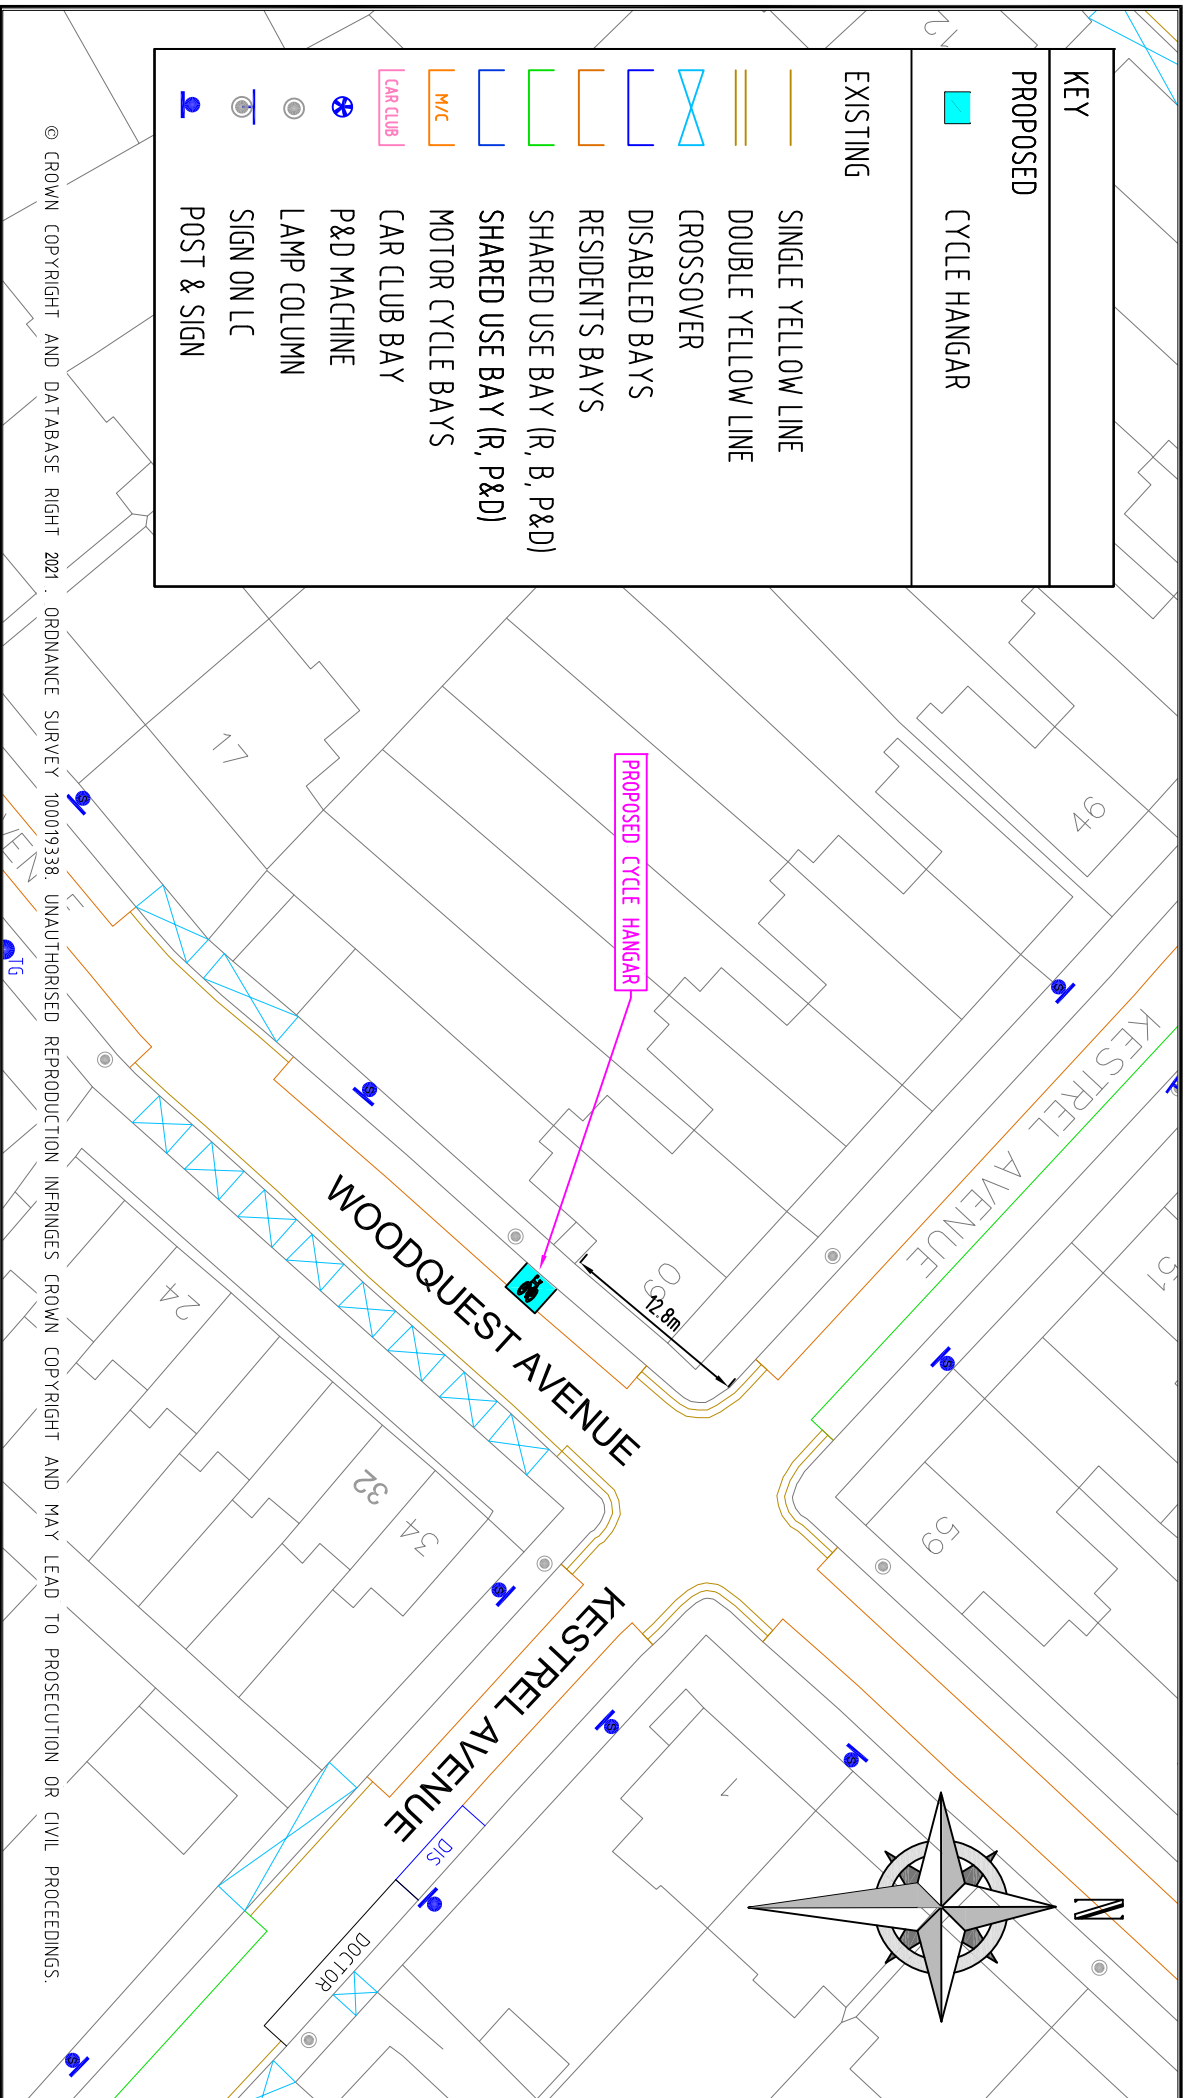 KEY
PROPOSED
CYCLE HANGAR
EXISTING
SINGLE YELLOW LINE
DOUBLE YELLOW LINE
CROSSOVER
DISABLED BAYS
RESIDENTS BAYS
SHARED USE BAY (R, B, P&D)
SHARED USE BAY (R, P&D)
M/C
MOTOR CYCLE BAYS
CAR CLUB
CAR CLUB BAY
P&D MACHINE
LAMP COLUMN
SIGN ON LC
POST & SIGN
12
46
KESTREL AVENUE
PROPOSED CYCLE HANGAR
60
12.8m
59
17
WOODQUEST AVENUE
24
32
34
KESTREL AVENUE
1
DIS
DOCTOR
TG
N
© CROWN COPYRIGHT AND DATABASE RIGHT 2021. ORDNANCE SURVEY 100019338. UNAUTHORISED REPRODUCTION INFRINGES CROWN COPYRIGHT AND MAY LEAD TO PROSECUTION OR CIVIL PROCEEDINGS.